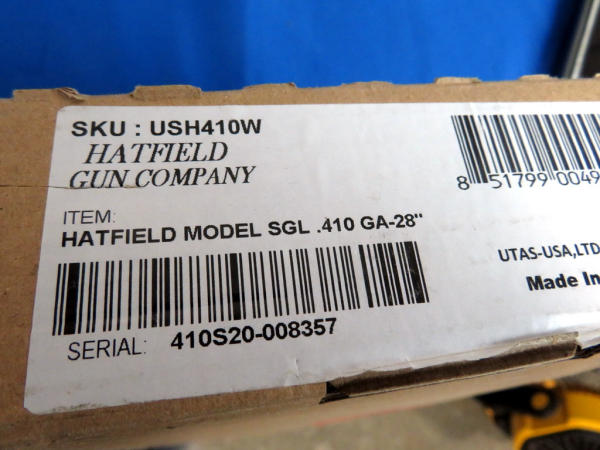 SKU : USH410W
HATFIELD
GUN COMPANY
8 51799 0049
ITEM:
HATFIELD MODEL SGL .410 GA-28"
UTAS-USA,LTD
Made In
SERIAL: 410S20-008357